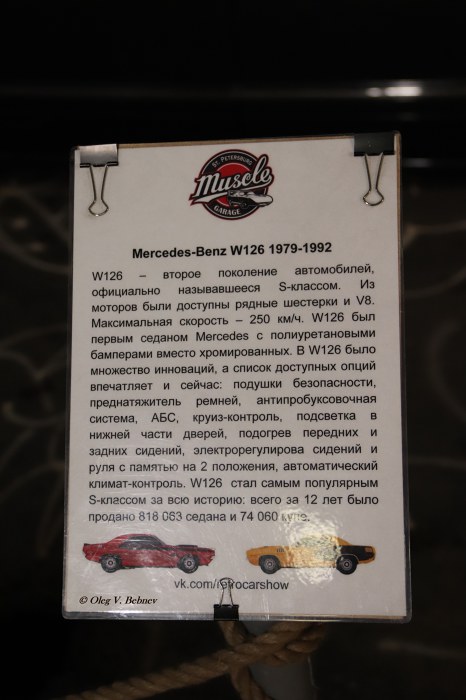 ST. PETERSBURG
Muscle
GARAGE
Mercedes-Benz W126 1979-1992
W126 – второе поколение автомобилей,
официально называвшееся S-классом. Из
моторов были доступны рядные шестерки и V8.
Максимальная скорость – 250 км/ч. W126 был
первым седаном Mercedes с полиуретановыми
бамперами вместо хромированных. В W126 было
множество инноваций, а список доступных опций
впечатляет и сейчас: подушки безопасности,
преднатяжитель ремней, антипробуксовочная
система, АБС, круиз-контроль, подсветка в
нижней части дверей, подогрев передних и
задних сидений, электрорегулирова сидений и
руля с памятью на 2 положения, автоматический
климат-контроль. W126 стал самым популярным
S-классом за всю историю: всего за 12 лет было
продано 818 063 седана и 74 060 купе.
vk.com/retrocarshow
© Oleg V. Behnev